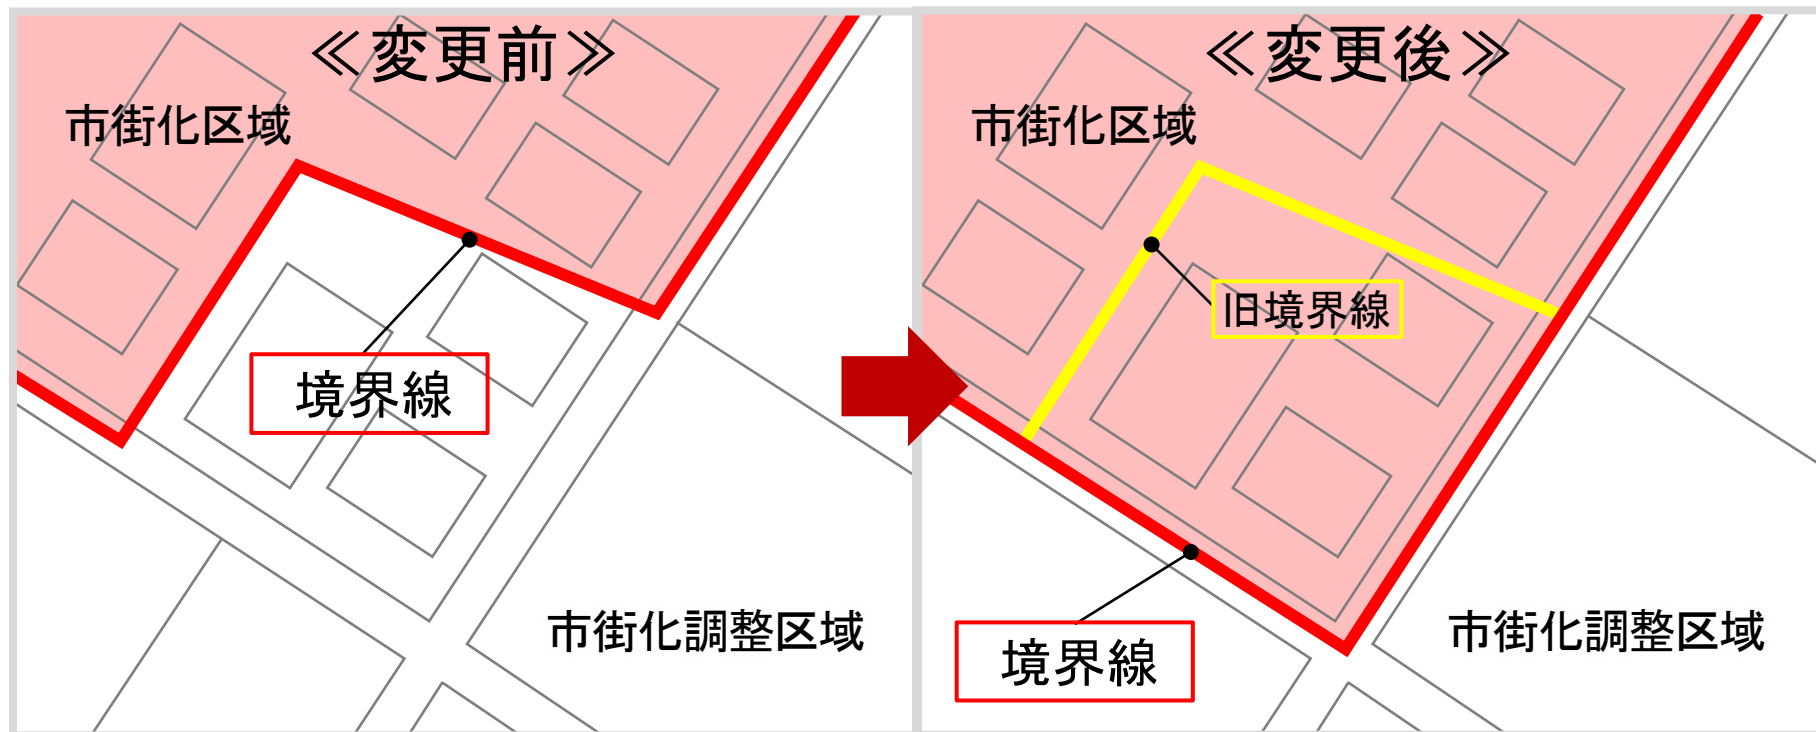 ≪変更前≫
市街化区域
境界線
市街化調整区域
≪変更後≫
市街化区域
旧境界線
境界線
市街化調整区域